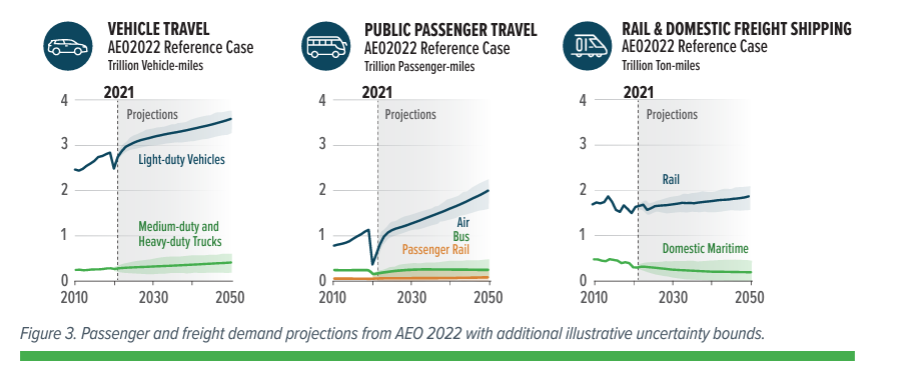 VEHICLE TRAVEL
AEO2022 Reference Case
Trillion Vehicle-miles
2021
4
3
2
1
0
Projections
Light-duty Vehicles
Medium-duty and
Heavy-duty Trucks
2010
2030
2050
PUBLIC PASSENGER TRAVEL
AEO2022 Reference Case
Trillion Passenger-miles
2021
4
3
2
1
0
Projections
Air
Bus
Passenger Rail
2010
2030
2050
RAIL & DOMESTIC FREIGHT SHIPPING
AEO2022 Reference Case
Trillion Ton-miles
2021
4
3
2
1
0
Projections
Rail
Domestic Maritime
2010
2030
2050
Figure 3. Passenger and freight demand projections from AEO 2022 with additional illustrative uncertainty bounds.